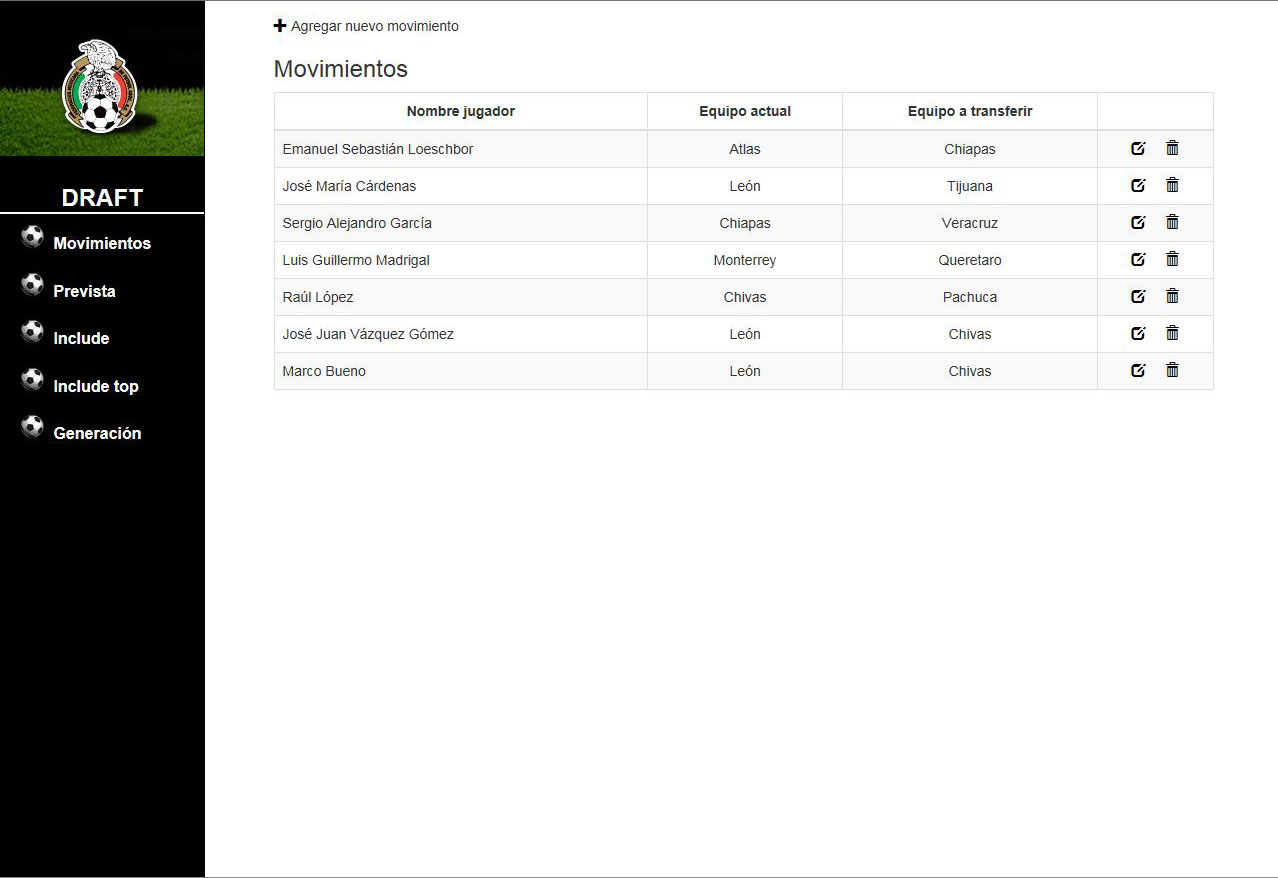 DRAFT
Movimientos
Prevista
Include
Include top
Generación
Agregar nuevo movimiento
Movimientos
Nombre jugador Equipo actual Equipo a transferir
Emanuel Sebastián Loeschbor Atlas Chiapas
José María Cárdenas León Tijuana
Sergio Alejandro García Chiapas Veracruz
Luis Guillermo Madrigal Monterrey Queretaro
Raúl López Chivas Pachuca
José Juan Vázquez Gómez León Chivas
Marco Bueno León Chivas